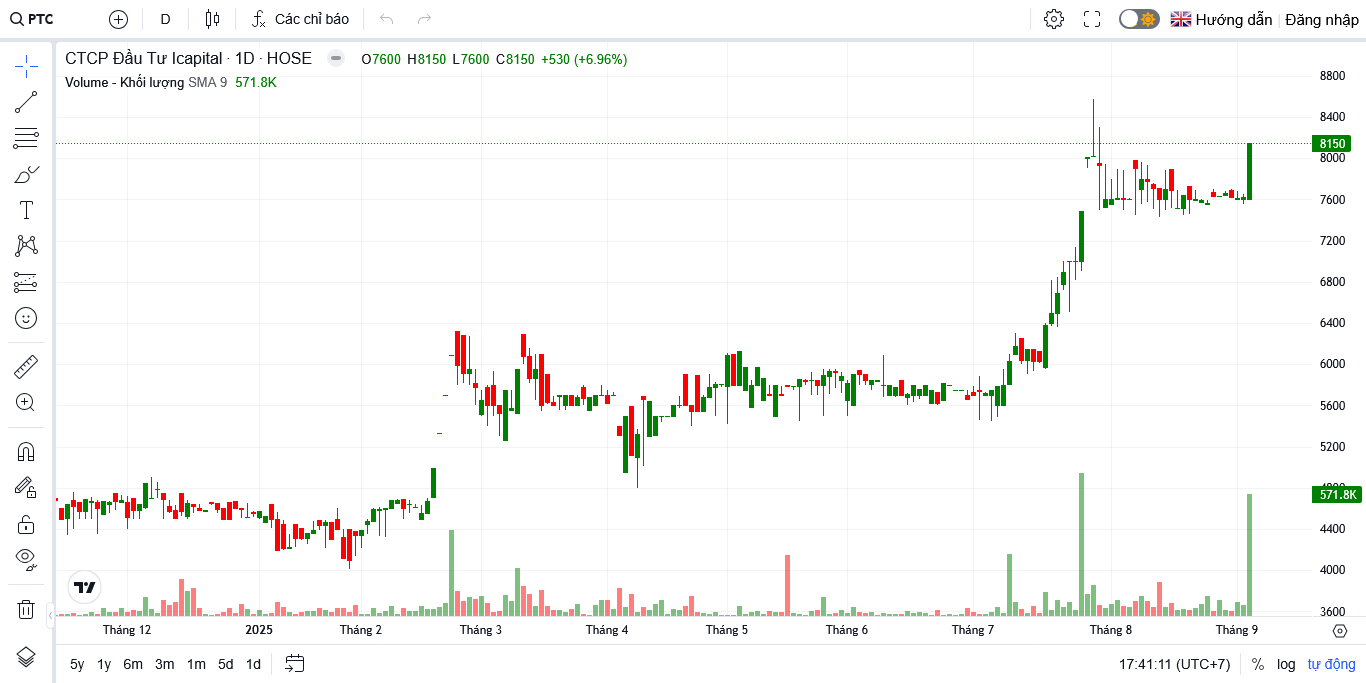 PTC D Các chỉ báo Hướng dẫn Đăng nhập
CTCP Đầu Tư Icapital · 1D · HOSE O7600 H8150 L7600 C8150 +530 (+6.96%)
Volume - Khối lượng SMA 9 571.8K
8800
8400
8150
8000
7600
7200
6800
6400
6000
5600
5200
4800
571.8K
4400
4000
3600
Tháng 12 2025 Tháng 2 Tháng 3 Tháng 4 Tháng 5 Tháng 6 Tháng 7 Tháng 8 Tháng 9
5y 1y 6m 3m 1m 5d 1d 17:41:11 (UTC+7) % log tự động